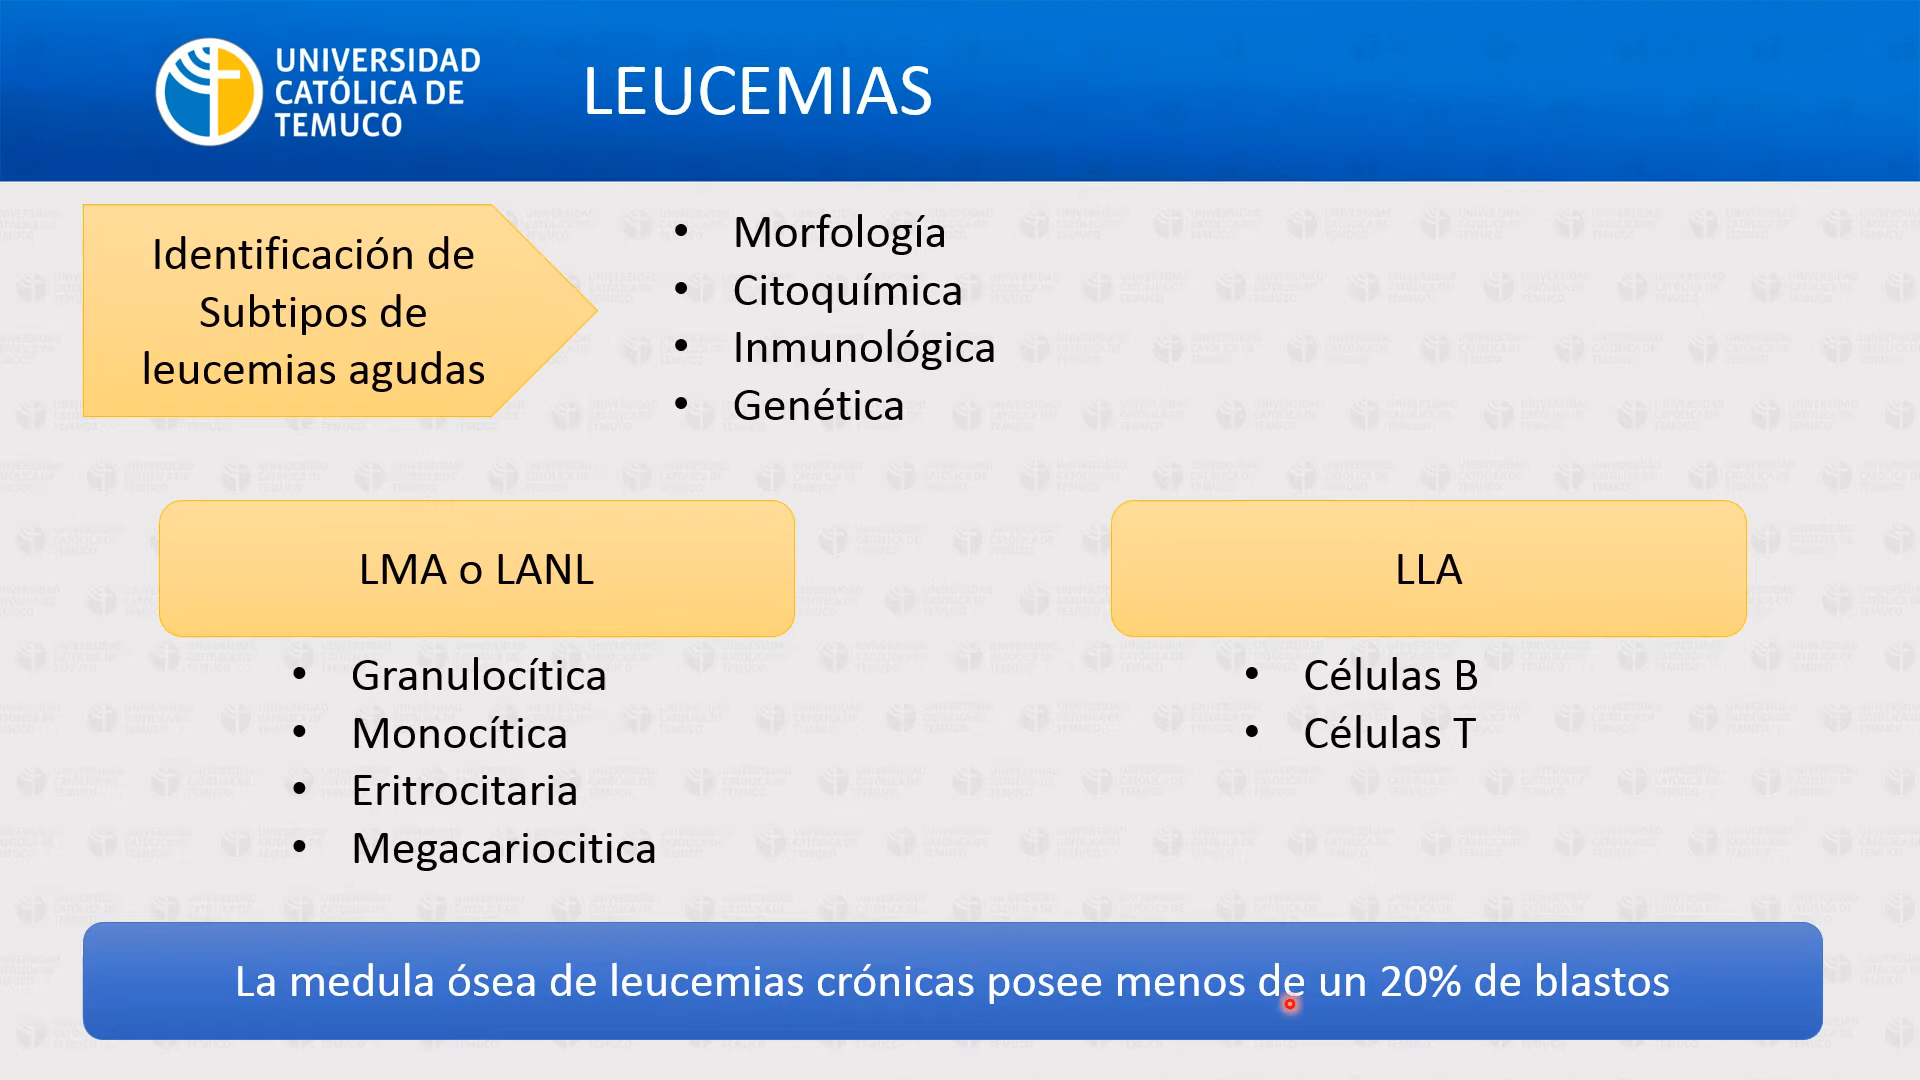 UNIVERSIDAD
CATÓLICA DE
TEMUCO
LEUCEMIAS
Identificación de
Subtipos de
leucemias agudas
• Morfología
• Citoquímica
• Inmunológica
• Genética
LMA o LANL
• Granulocítica
• Monocítica
• Eritrocitaria
• Megacariocitica
LLA
• Células B
• Células T
La medula ósea de leucemias crónicas posee menos de un 20% de blastos